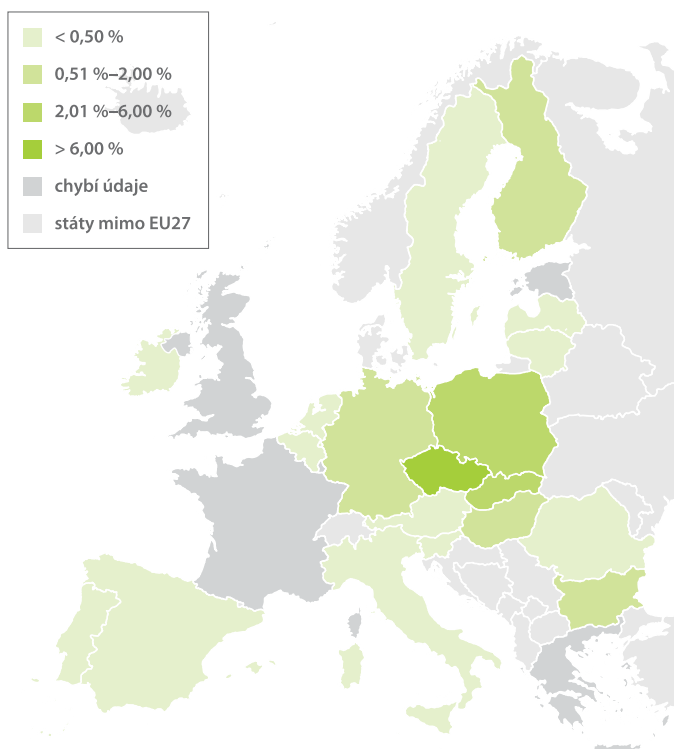 < 0,50 %
0,51 %–2,00 %
2,01 %–6,00 %
> 6,00 %
chybí údaje
státy mimo EU27